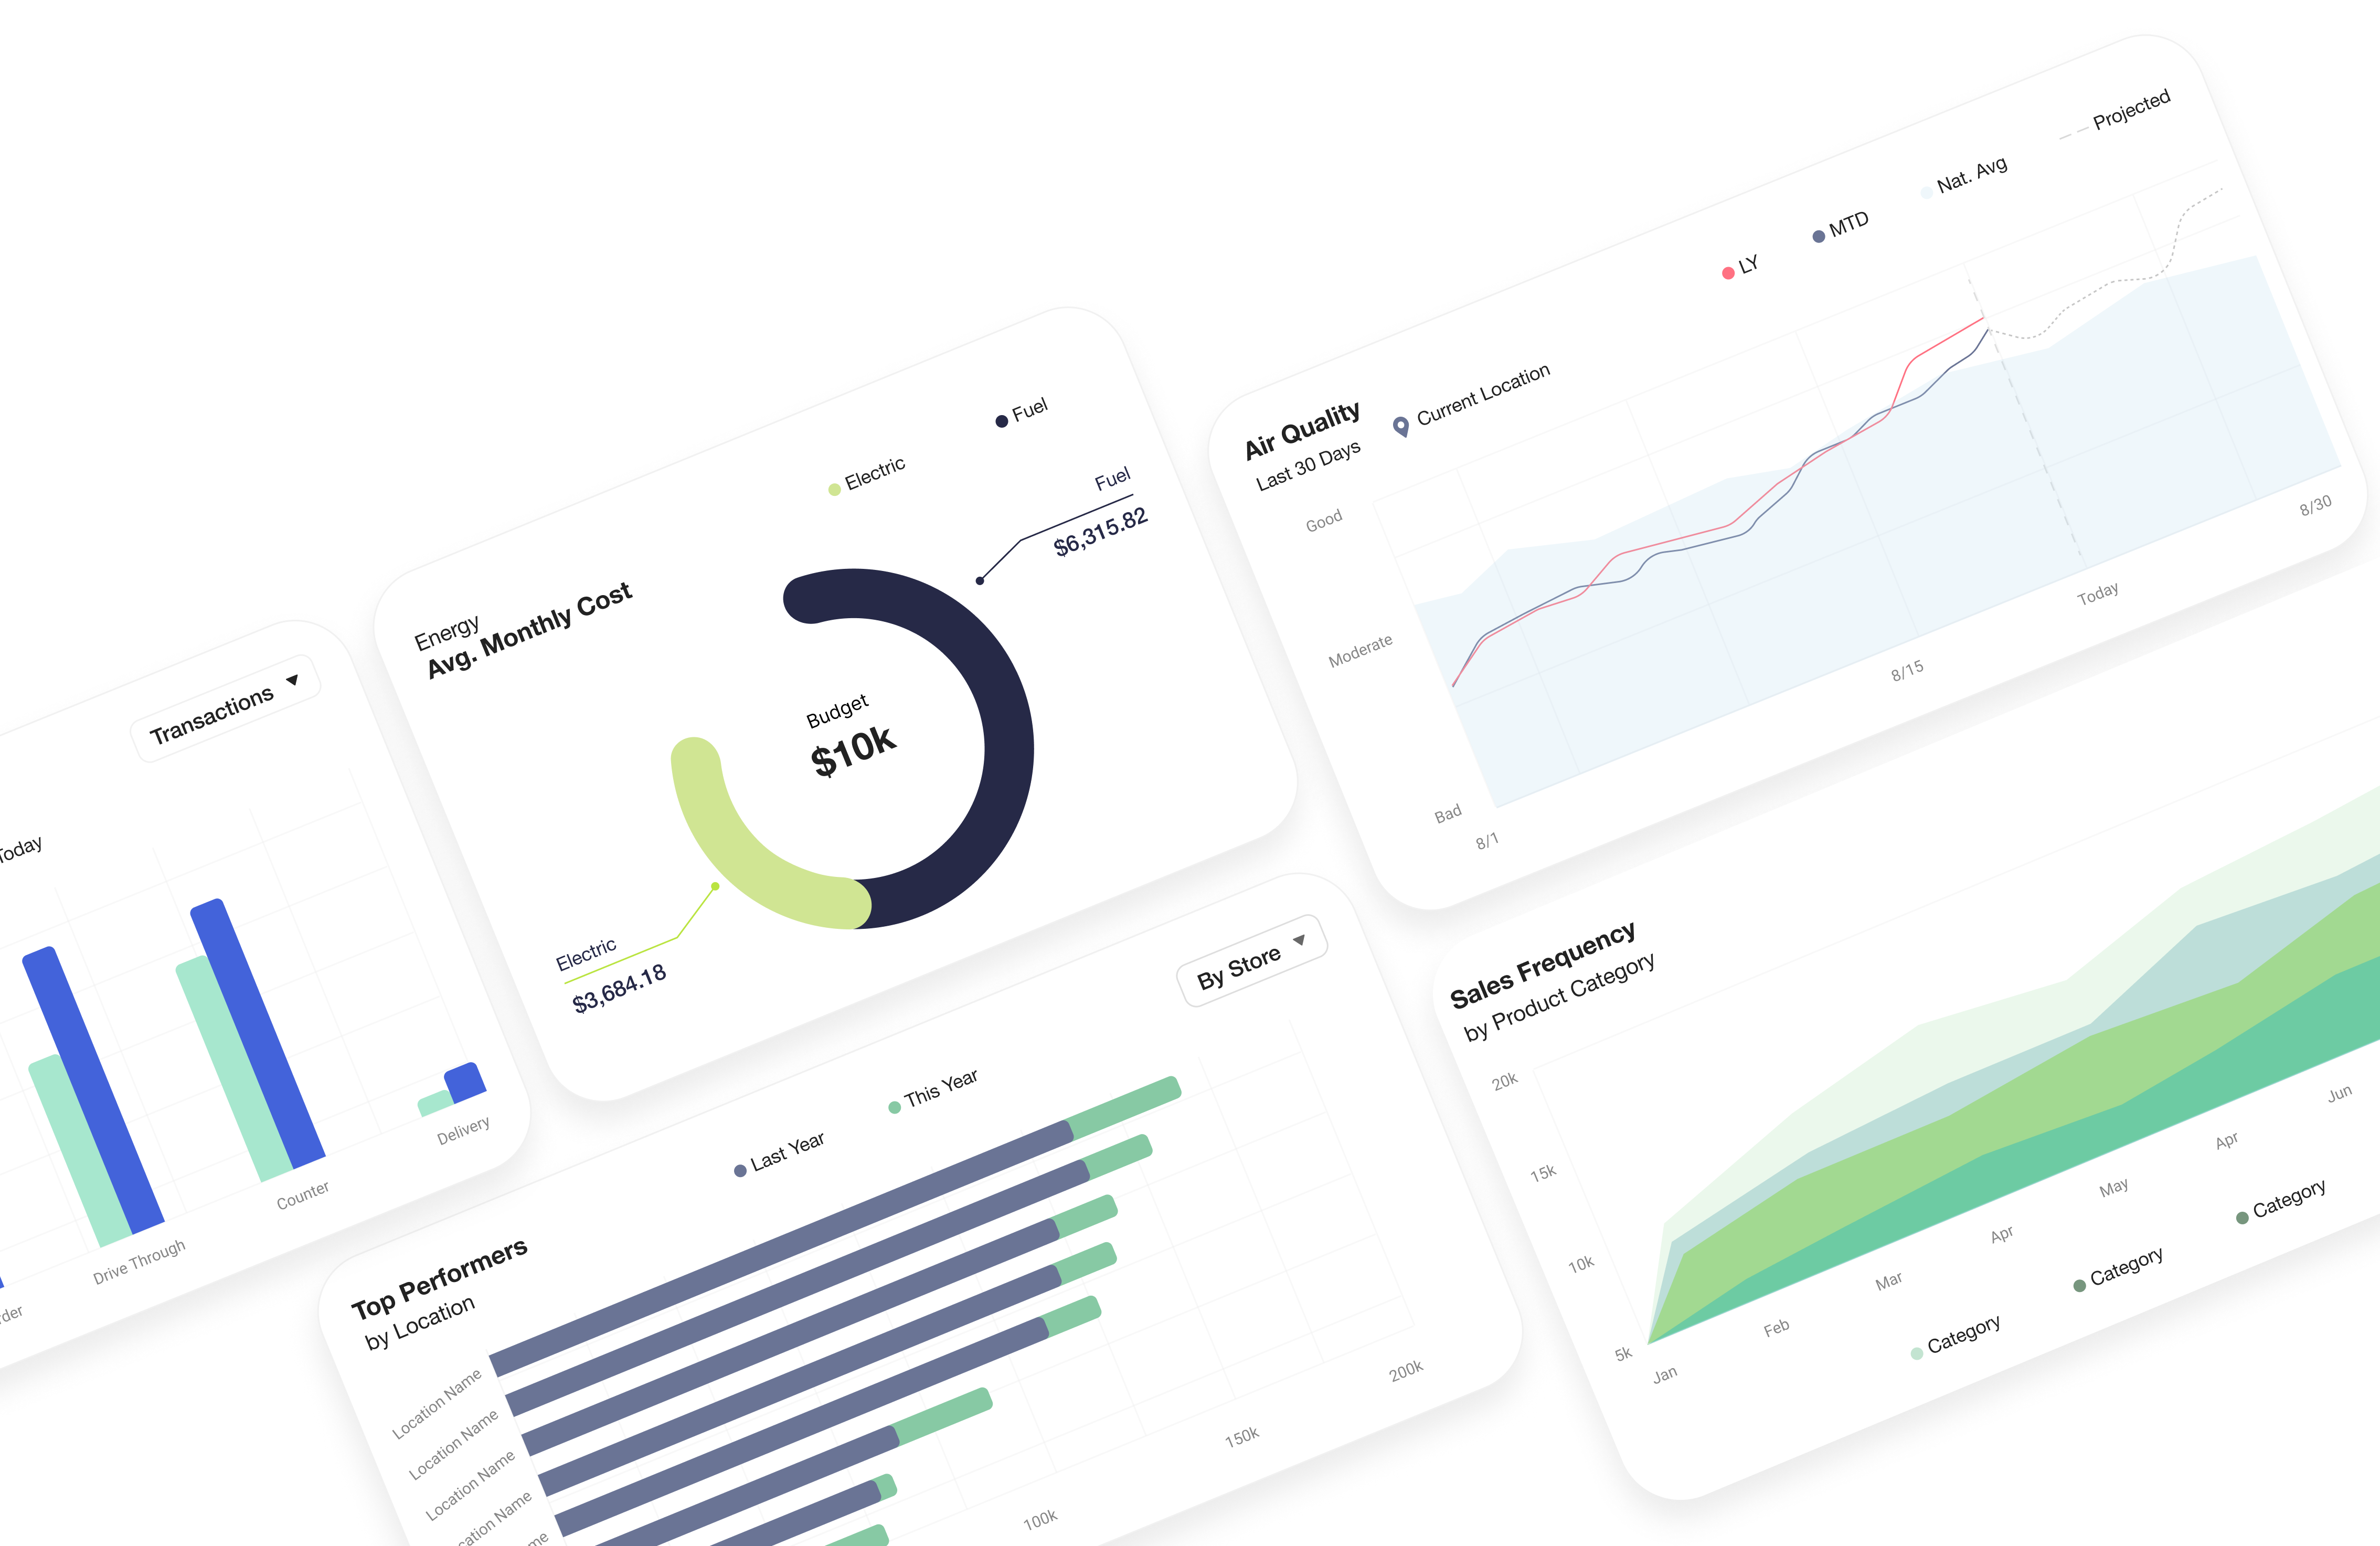 Transactions
Today
Drive Through
Counter
Delivery
Energy
Avg. Monthly Cost
Electric
Fuel
Fuel
$6,315.82
Budget
$10k
Electric
$3,684.18
Air Quality
Last 30 Days
Current Location
LY
MTD
Nat. Avg
Projected
Good
Moderate
Bad
8/1
8/15
Today
8/30
Top Performers
by Location
By Store
Last Year
This Year
Location Name
Location Name
Location Name
100k
150k
200k
Sales Frequency
by Product Category
20k
15k
10k
5k
Jan
Feb
Mar
Apr
May
Apr
Jun
Category
Category
Category